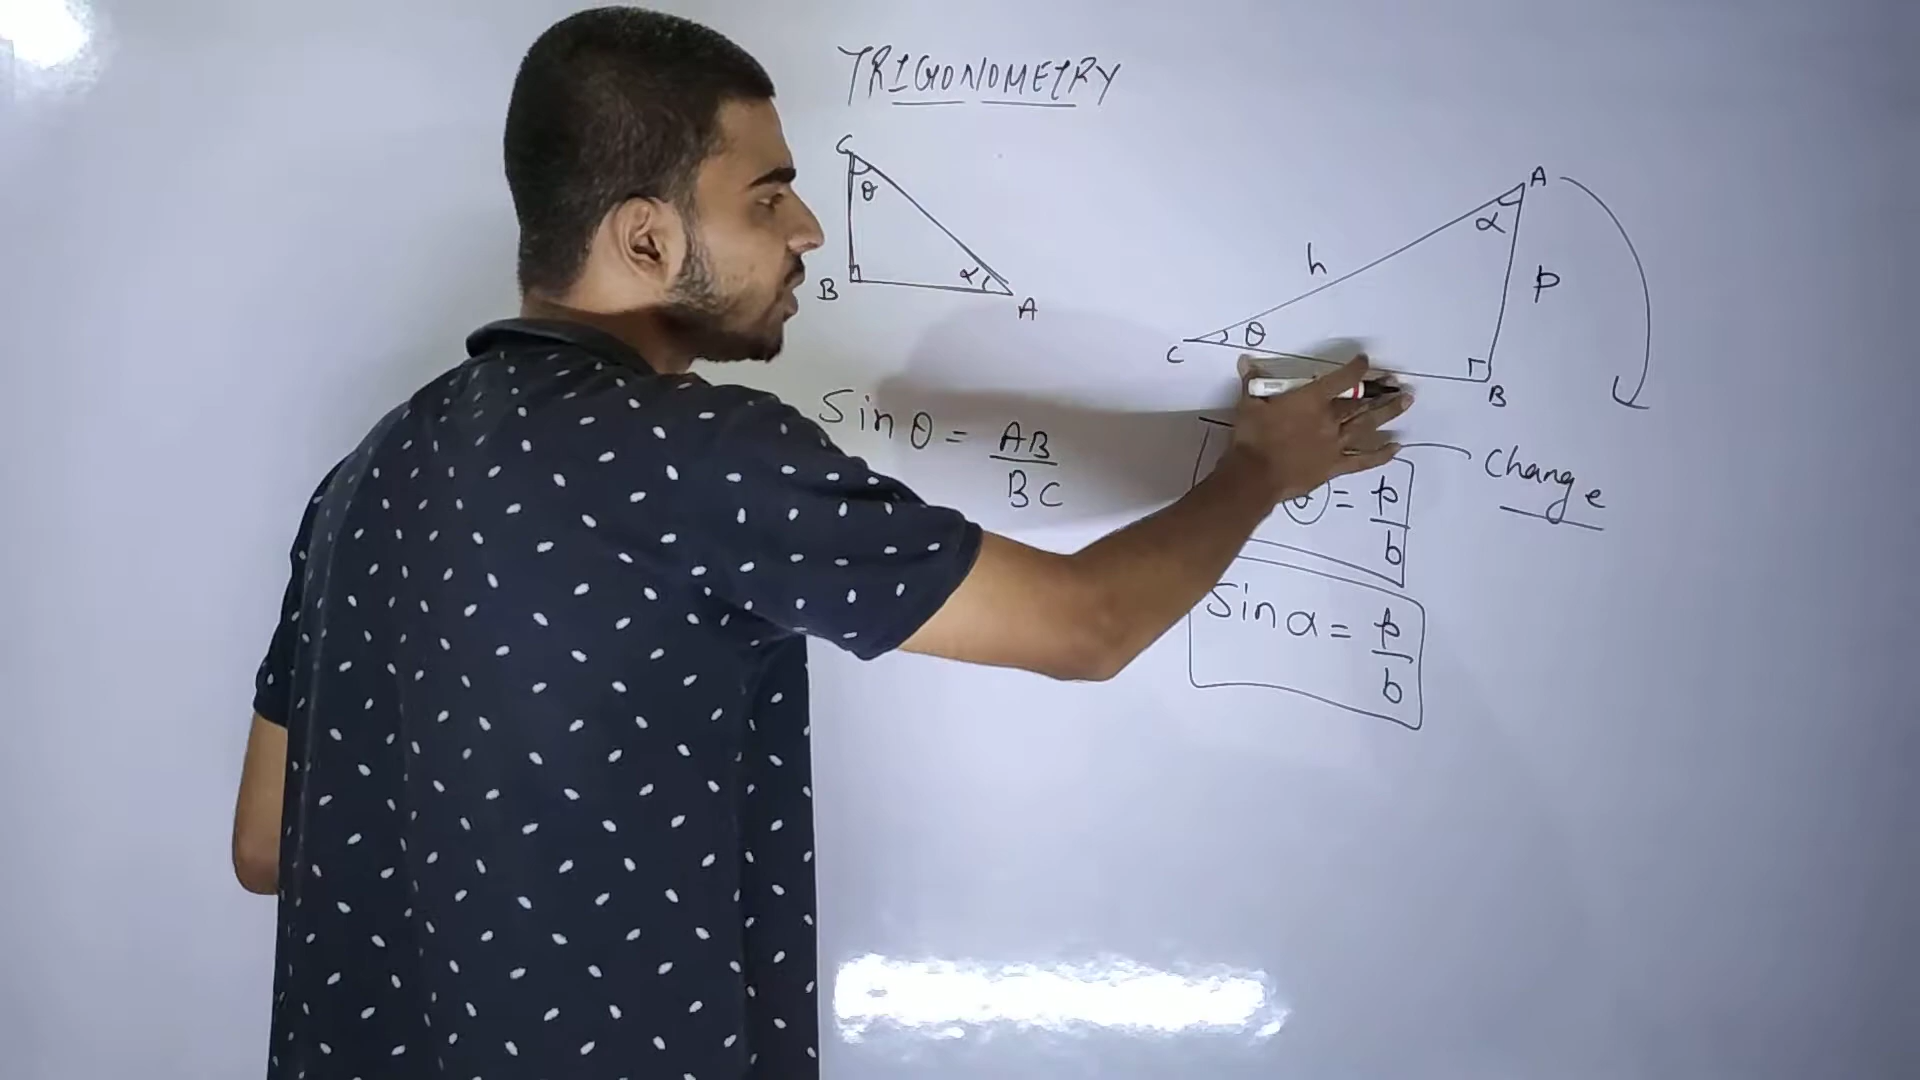 TRIGONOMETRY
C
θ
B
α
A
A
α
h
p
θ
C
B
Sin θ = AB
BC
Change
= p
b
Sin α = p
b